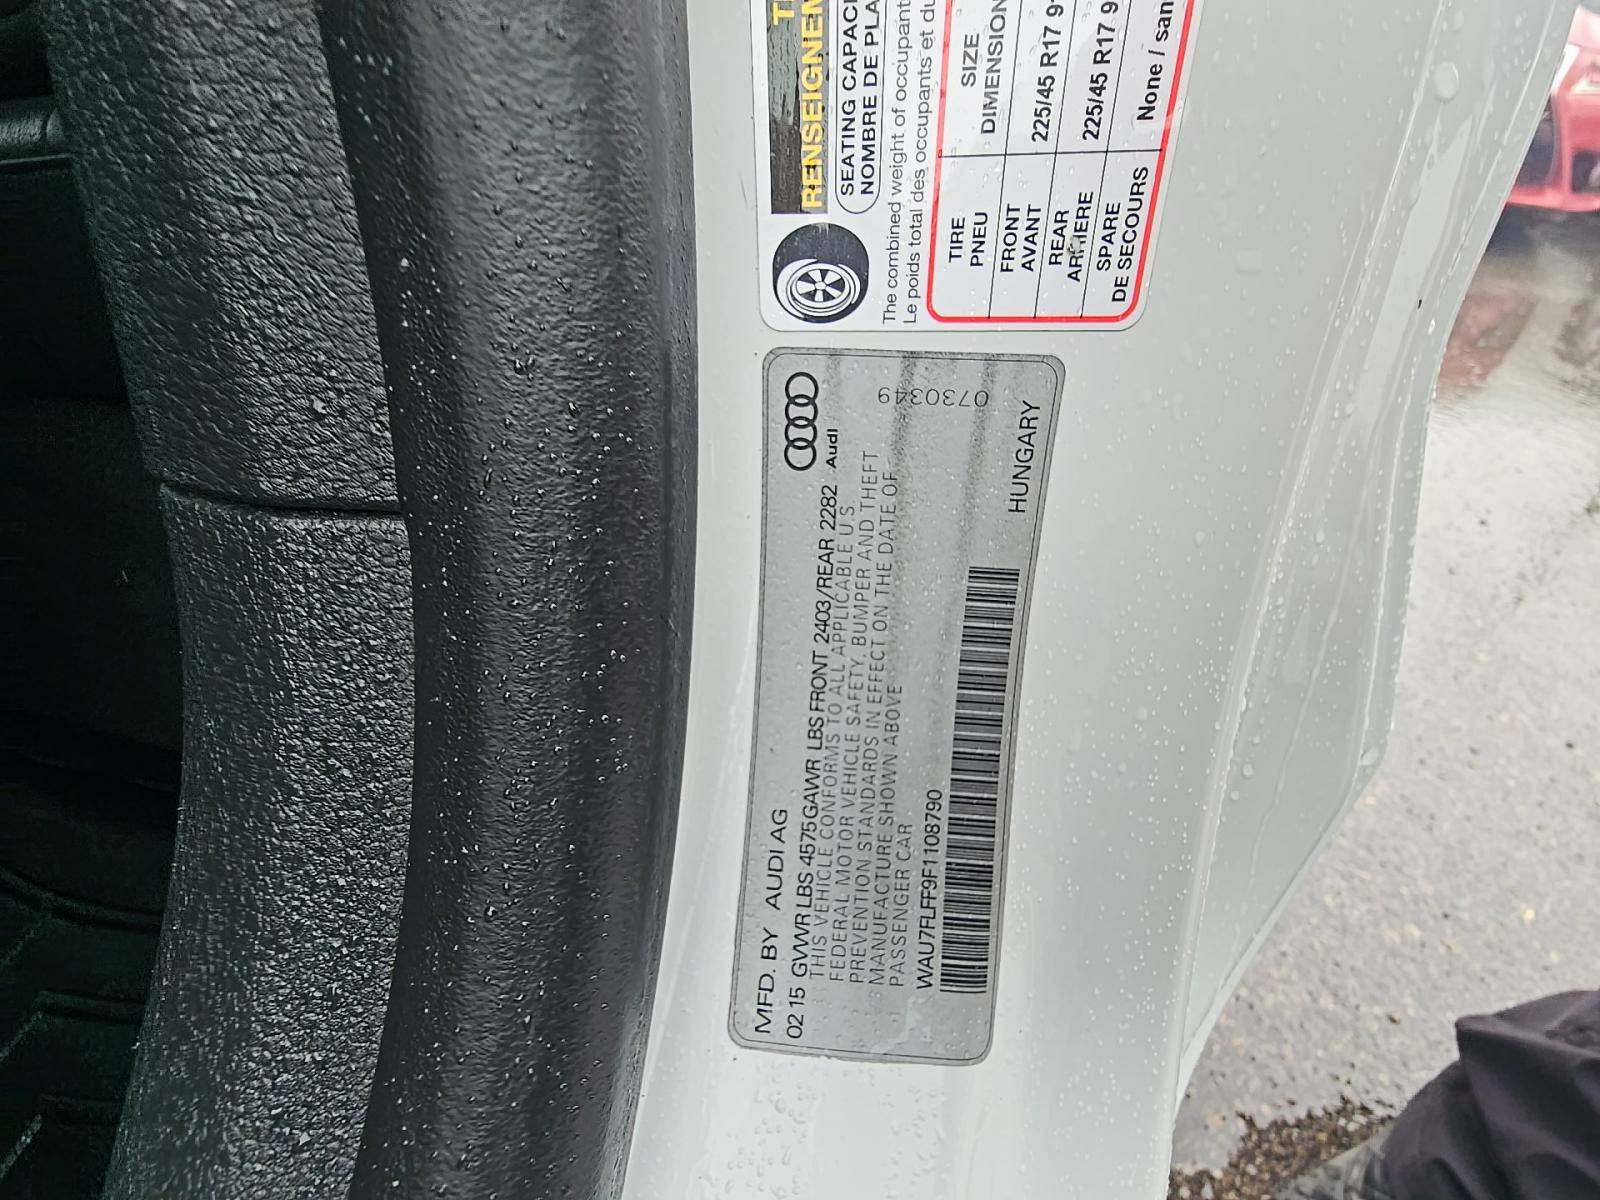 RENSEIGNEM
SEATING CAPACI
NOMBRE DE PLA
The combined weight of occupant
Le poids total des occupants et du
TIRE SIZE
PNEU DIMENSION
FRONT 225/45 R17 9
AVANT
REAR 225/45 R17 9
ARRIERE
SPARE None / san
DE SECOURS
MFD. BY AUDI AG
02 15 GVWR LBS 4575 GAWR LBS FRONT 2403/REAR 2282
Audi
THIS VEHICLE CONFORMS TO ALL APPLICABLE U S
FEDERAL MOTOR VEHICLE SAFETY, BUMPER AND THEFT
PREVENTION STANDARDS IN EFFECT ON THE DATE OF
MANUFACTURE SHOWN ABOVE
PASSENGER CAR
0730349
WAU7FLFF9F1108790
HUNGARY